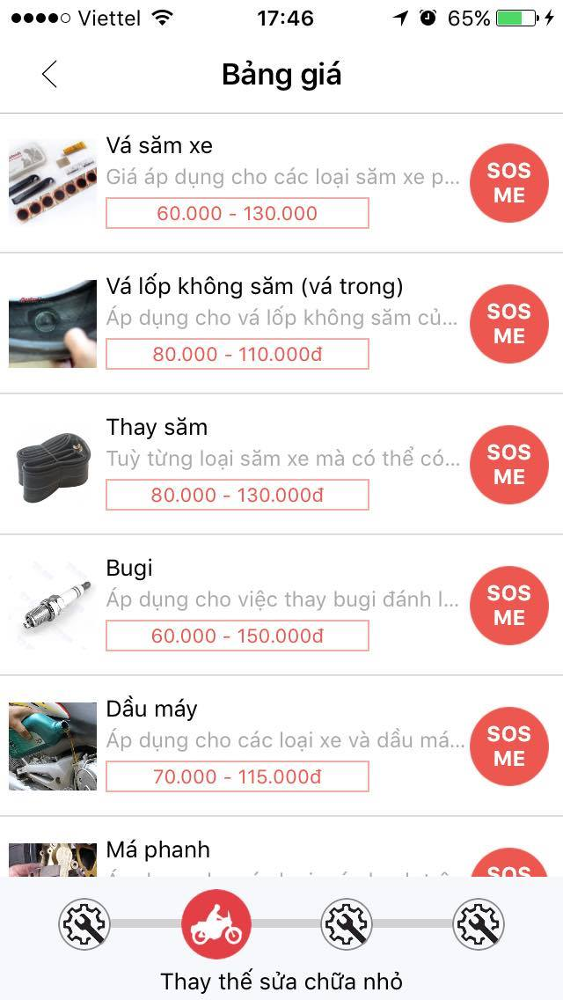 Viettel 17:46 65%
Bảng giá
Vá săm xe
Giá áp dụng cho các loại săm xe p...
60.000 - 130.000
SOS
ME
Vá lốp không săm (vá trong)
Áp dụng cho vá lốp không săm củ...
80.000 - 110.000đ
SOS
ME
Thay săm
Tuỳ từng loại săm xe mà có thể có...
80.000 - 130.000đ
SOS
ME
Bugi
Áp dụng cho việc thay bugi đánh l...
60.000 - 150.000đ
SOS
ME
Dầu máy
Áp dụng cho các loại xe và dầu má...
70.000 - 115.000đ
SOS
ME
Má phanh
SOS
Thay thế sửa chữa nhỏ